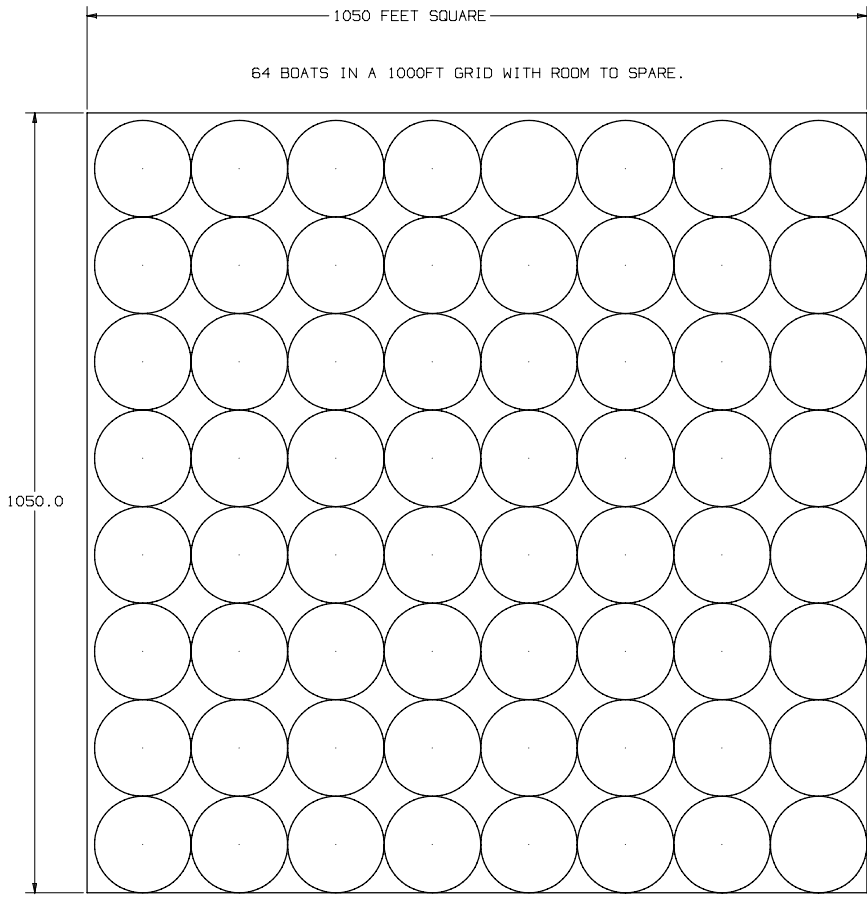 1050 FEET SQUARE
64 BOATS IN A 1000FT GRID WITH ROOM TO SPARE.
1050.0